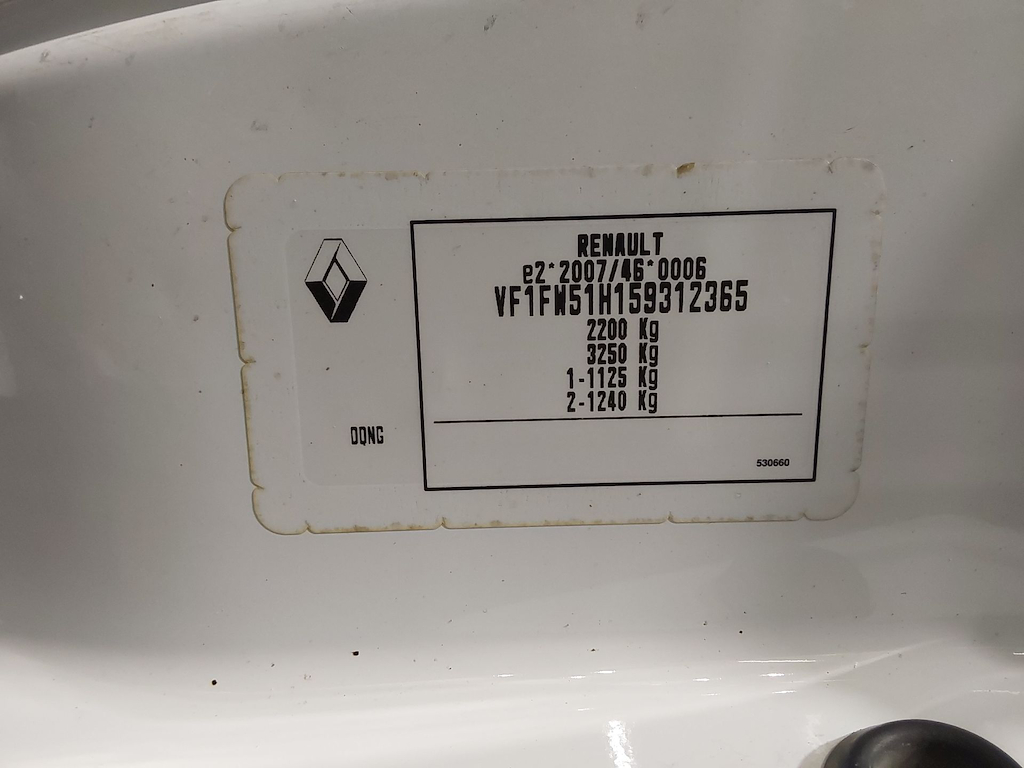 RENAULT
e2*2007/46*0006
VF1FW51H159312365
2200 Kg
3250 Kg
1-1125 Kg
2-1240 Kg
DQNG
530660